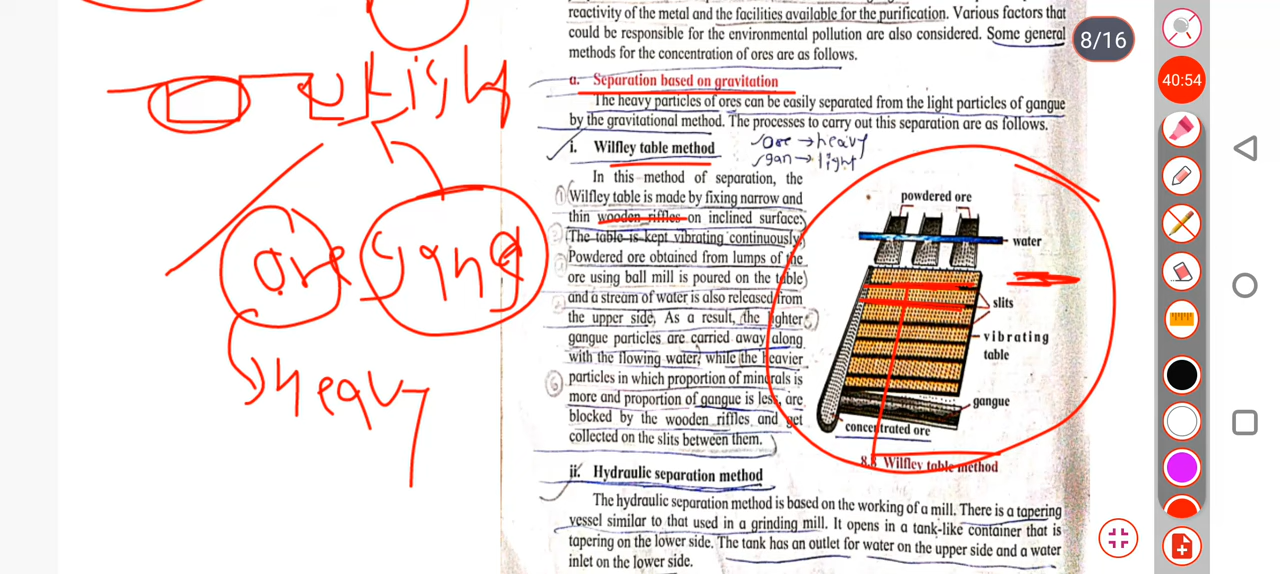 reactivity of the metal and the facilities available for the purification. Various factors that
could be responsible for the environmental pollution are also considered. Some general
methods for the concentration of ores are as follows.
8/16
a. Separation based on gravitation
The heavy particles of ores can be easily separated from the light particles of gangue
by the gravitational method. The processes to carry out this separation are as follows.
i. Wilfley table method
ore → heavy
gan → light
In this method of separation, the
Wilfley table is made by fixing narrow and
thin wooden riffles on inclined surface.
The table is kept vibrating continuously.
Powdered ore obtained from lumps of the
ore using ball mill is poured on the table
and a stream of water is also released from
the upper side. As a result, the lighter
gangue particles are carried away along
with the flowing water, while the heavier
particles in which proportion of minerals is
more and proportion of gangue is less, are
blocked by the wooden riffles and get
collected on the slits between them.
powdered ore
water
slits
vibrating
table
gangue
concentrated ore
8.8 Wilfley table method
ii. Hydraulic separation method
The hydraulic separation method is based on the working of a mill. There is a tapering
vessel similar to that used in a grinding mill. It opens in a tank-like container that is
tapering on the lower side. The tank has an outlet for water on the upper side and a water
inlet on the lower side.
light
ore
gang
heavy
40:54